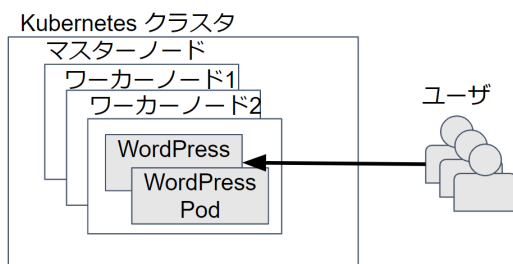 Kubernetes クラスタ
マスターノード
ワーカーノード1
ワーカーノード2
ユーザ
WordPress
WordPress
Pod